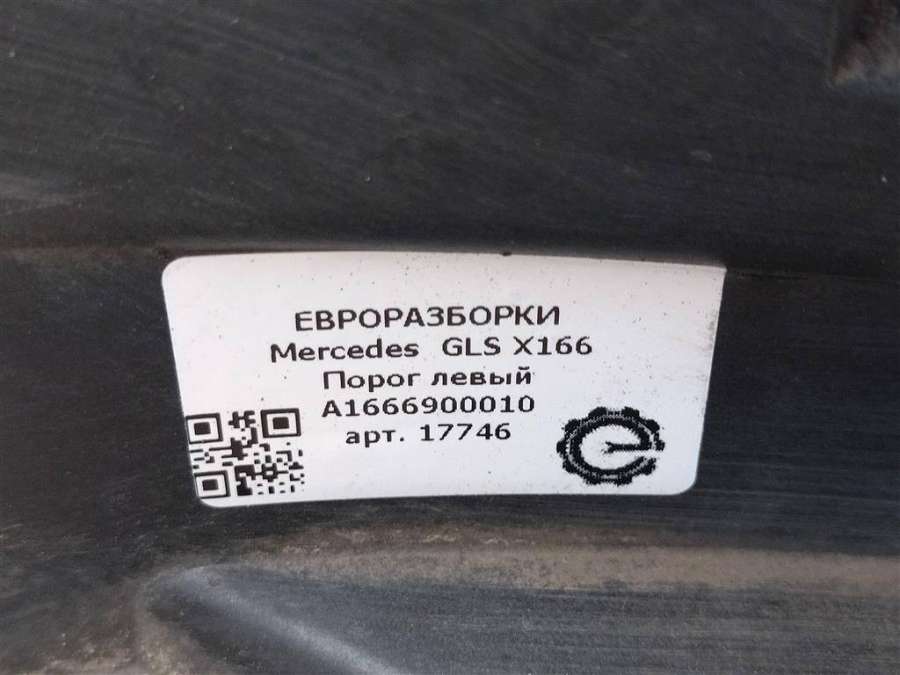 ЕВРОРАЗБОРКИ
Mercedes GLS X166
Порог левый
A1666900010
арт. 17746